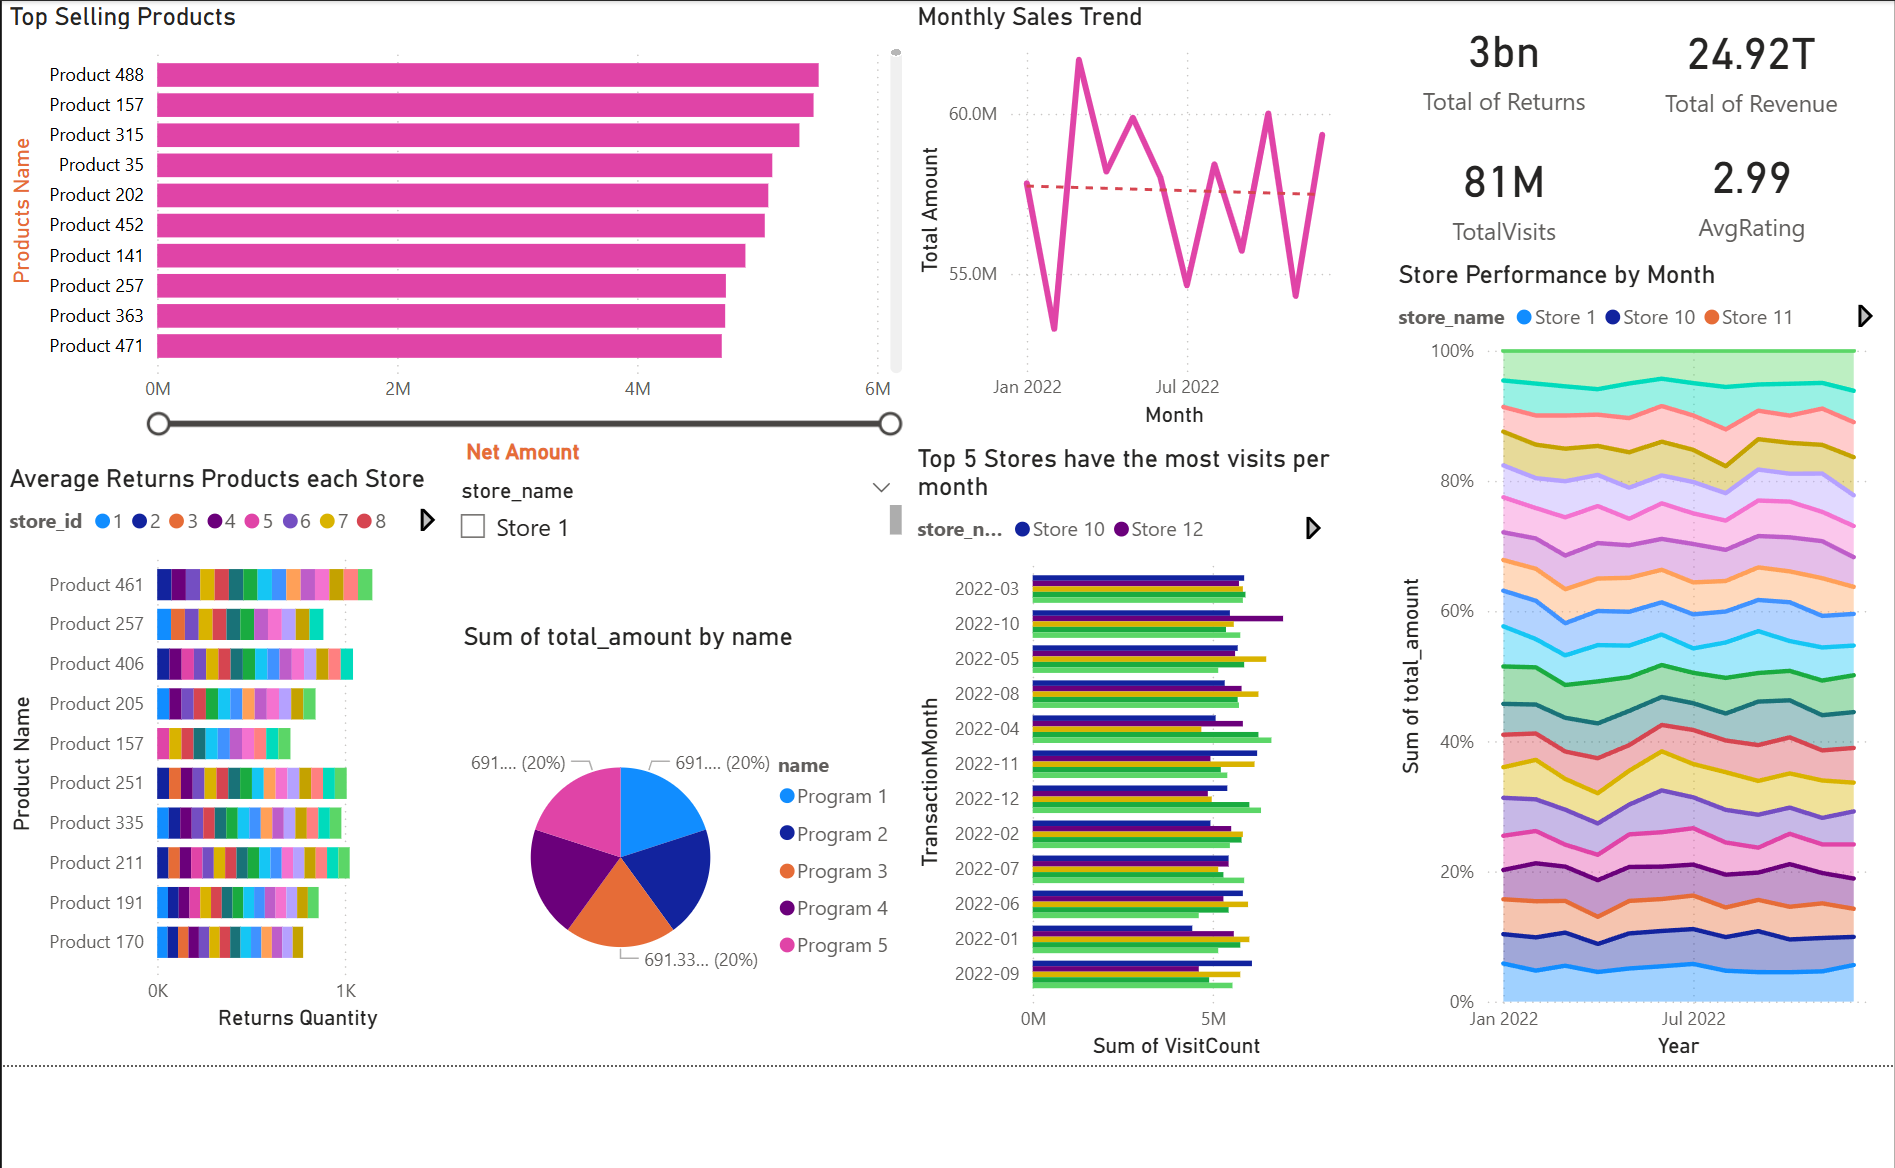 Top Selling Products
Products Name
Product 488
Product 157
Product 315
Product 35
Product 202
Product 452
Product 141
Product 257
Product 363
Product 471
0M 2M 4M 6M
Net Amount
Monthly Sales Trend
Total Amount
60.0M
55.0M
Jan 2022 Jul 2022
Month
3bn
Total of Returns
24.92T
Total of Revenue
81M
TotalVisits
2.99
AvgRating
Average Returns Products each Store
store_id 1 2 3 4 5 6 7 8
Product Name
Product 461
Product 257
Product 406
Product 205
Product 157
Product 251
Product 335
Product 211
Product 191
Product 170
0K 1K
Returns Quantity
store_name
Store 1
Sum of total_amount by name
691.... (20%)
691.... (20%)
691.33... (20%)
name
Program 1
Program 2
Program 3
Program 4
Program 5
Top 5 Stores have the most visits per
month
store_n... Store 10 Store 12
TransactionMonth
2022-03
2022-10
2022-05
2022-08
2022-04
2022-11
2022-12
2022-02
2022-07
2022-06
2022-01
2022-09
0M 5M
Sum of VisitCount
Store Performance by Month
store_name Store 1 Store 10 Store 11
Sum of total_amount
100%
80%
60%
40%
20%
0%
Jan 2022 Jul 2022
Year